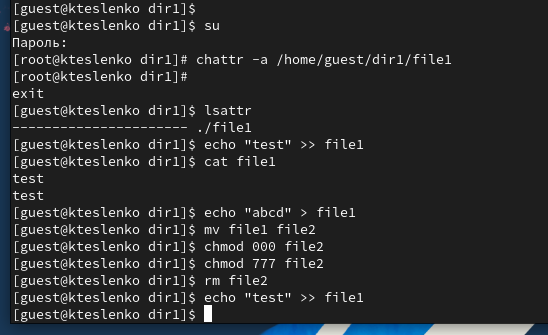 [guest@kteslenko dir1]$
[guest@kteslenko dir1]$ su
Пароль:
[root@kteslenko dir1]# chattr -a /home/guest/dir1/file1
[root@kteslenko dir1]#
exit
[guest@kteslenko dir1]$ lsattr
---------------------- ./file1
[guest@kteslenko dir1]$ echo "test" >> file1
[guest@kteslenko dir1]$ cat file1
test
test
[guest@kteslenko dir1]$ echo "abcd" > file1
[guest@kteslenko dir1]$ mv file1 file2
[guest@kteslenko dir1]$ chmod 000 file2
[guest@kteslenko dir1]$ chmod 777 file2
[guest@kteslenko dir1]$ rm file2
[guest@kteslenko dir1]$ echo "test" >> file1
[guest@kteslenko dir1]$